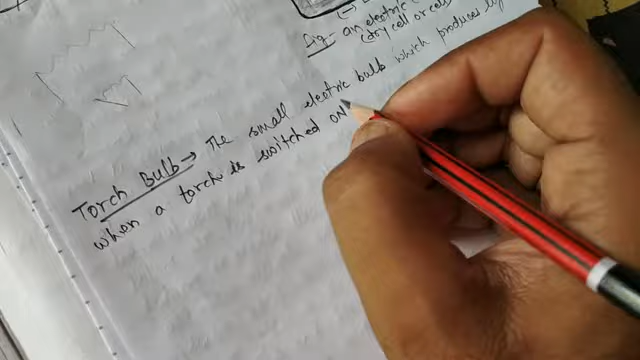 (-)
Dig:- an electric
(dry cell or cell
Torch Bulb → The small electric bulb which produces
when a torch is switched ON